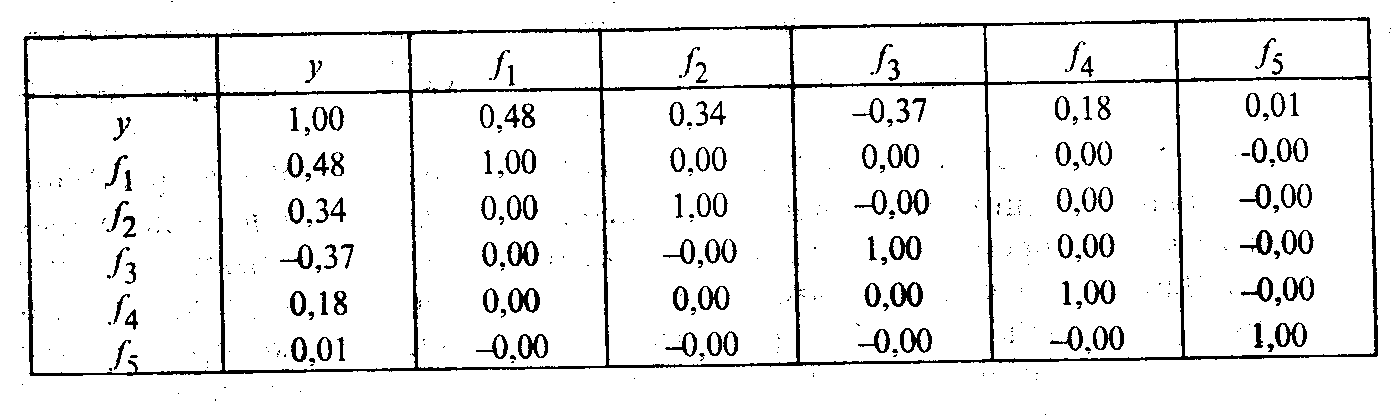 y f₁ f₂ f₃ f₄ f₅
y 1,00 0,48 0,34 –0,37 0,18 0,01
f₁ 0,48 1,00 0,00 0,00 0,00 -0,00
f₂ 0,34 0,00 1,00 –0,00 0,00 –0,00
f₃ –0,37 0,00 –0,00 1,00 0,00 –0,00
f₄ 0,18 0,00 0,00 0,00 1,00 –0,00
f₅ 0,01 –0,00 –0,00 –0,00 –0,00 1,00